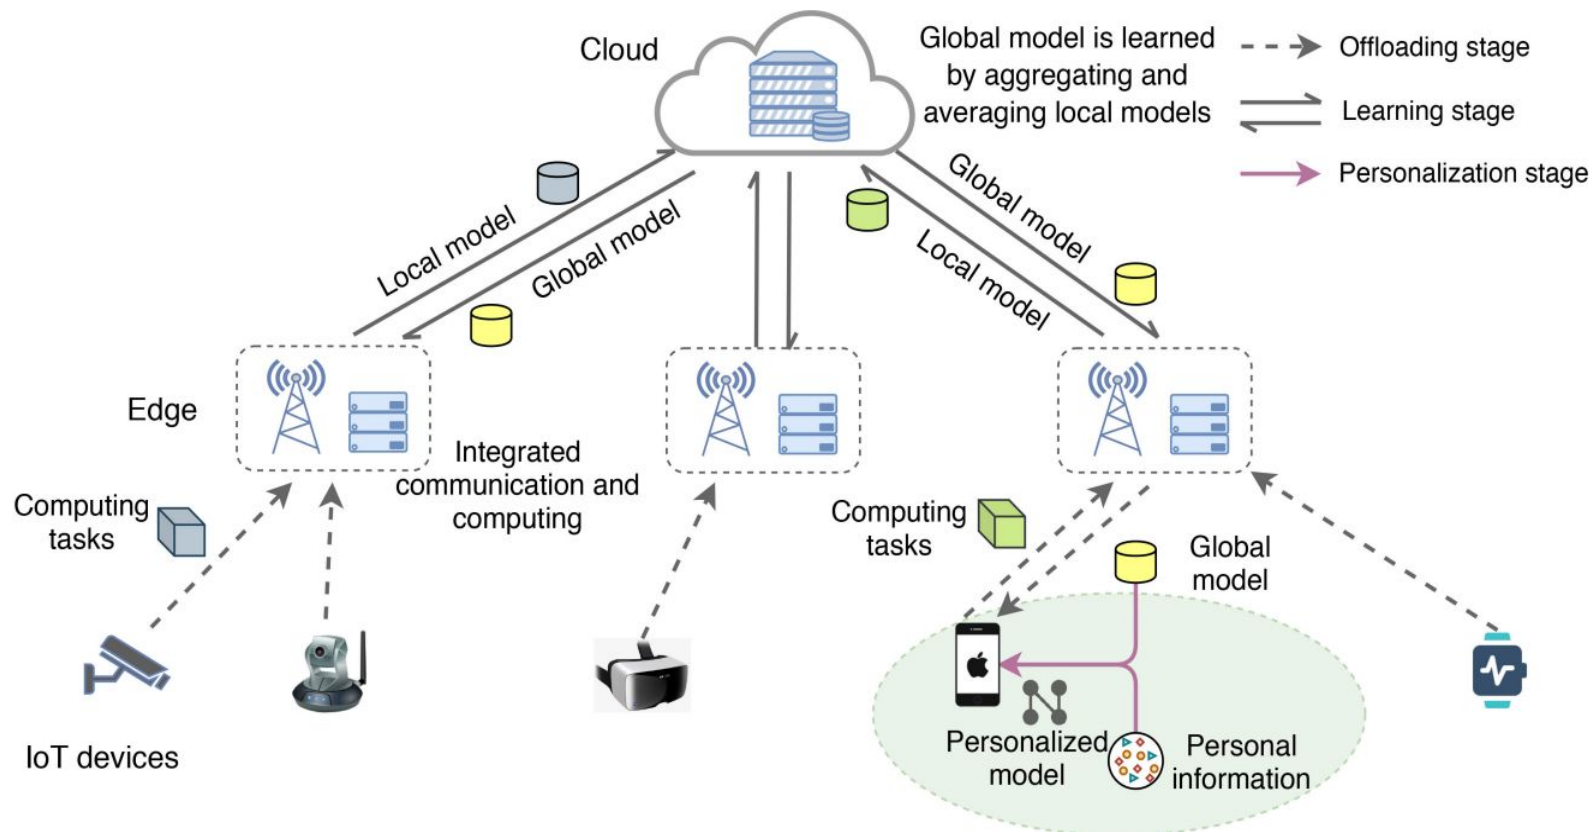 Cloud
Global model is learned
by aggregating and
averaging local models
Offloading stage
Learning stage
Personalization stage
Local model
Global model
Local model
Global model
Edge
Integrated
communication and
computing
Computing
tasks
Computing
tasks
Global
model
IoT devices
Personalized
model
Personal
information